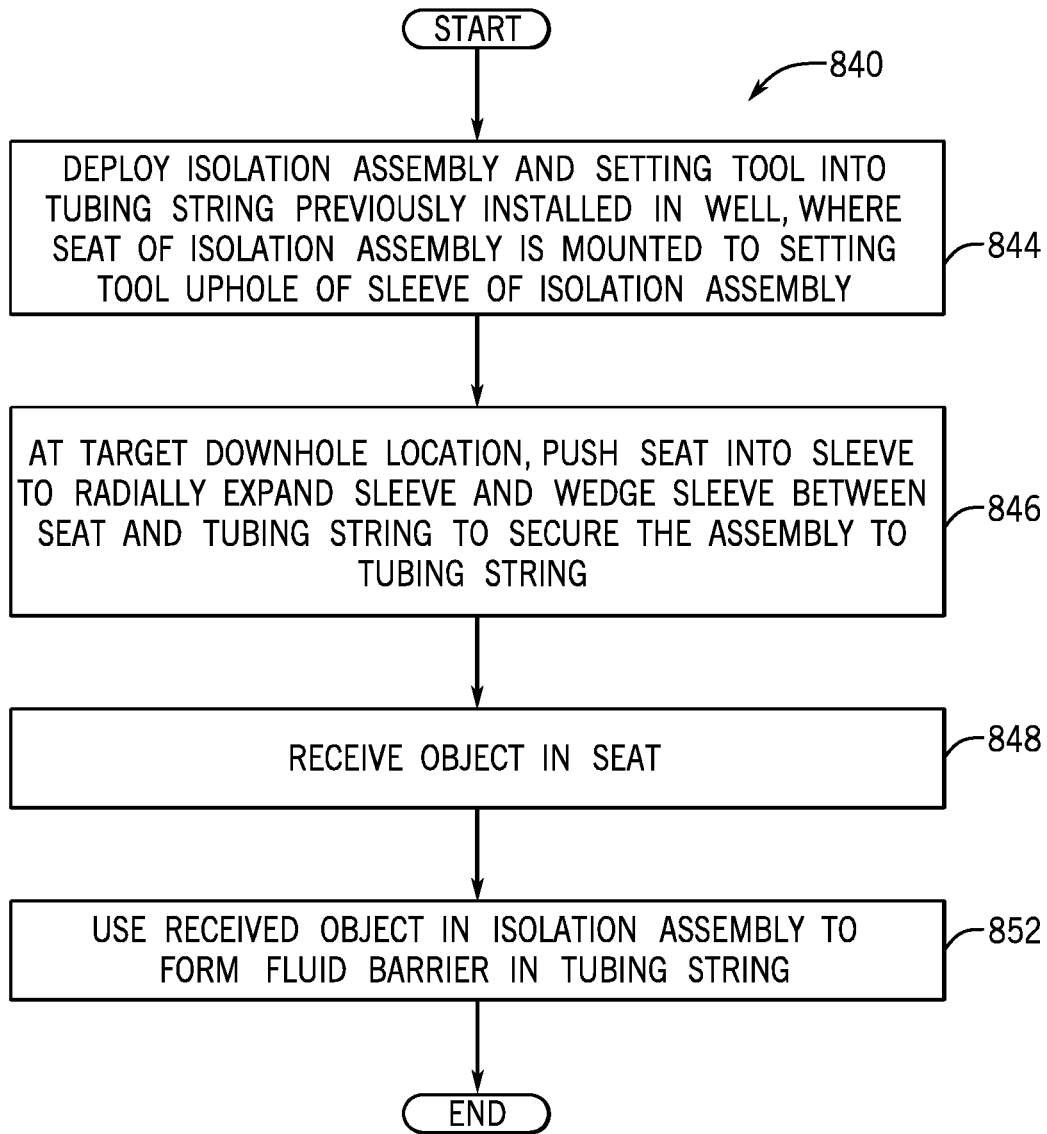 START
840
DEPLOY ISOLATION ASSEMBLY AND SETTING TOOL INTO
TUBING STRING PREVIOUSLY INSTALLED IN WELL, WHERE
SEAT OF ISOLATION ASSEMBLY IS MOUNTED TO SETTING
TOOL UPHOLE OF SLEEVE OF ISOLATION ASSEMBLY
844
AT TARGET DOWNHOLE LOCATION, PUSH SEAT INTO SLEEVE
TO RADIALLY EXPAND SLEEVE AND WEDGE SLEEVE BETWEEN
SEAT AND TUBING STRING TO SECURE THE ASSEMBLY TO
TUBING STRING
846
RECEIVE OBJECT IN SEAT
848
USE RECEIVED OBJECT IN ISOLATION ASSEMBLY TO
FORM FLUID BARRIER IN TUBING STRING
852
END